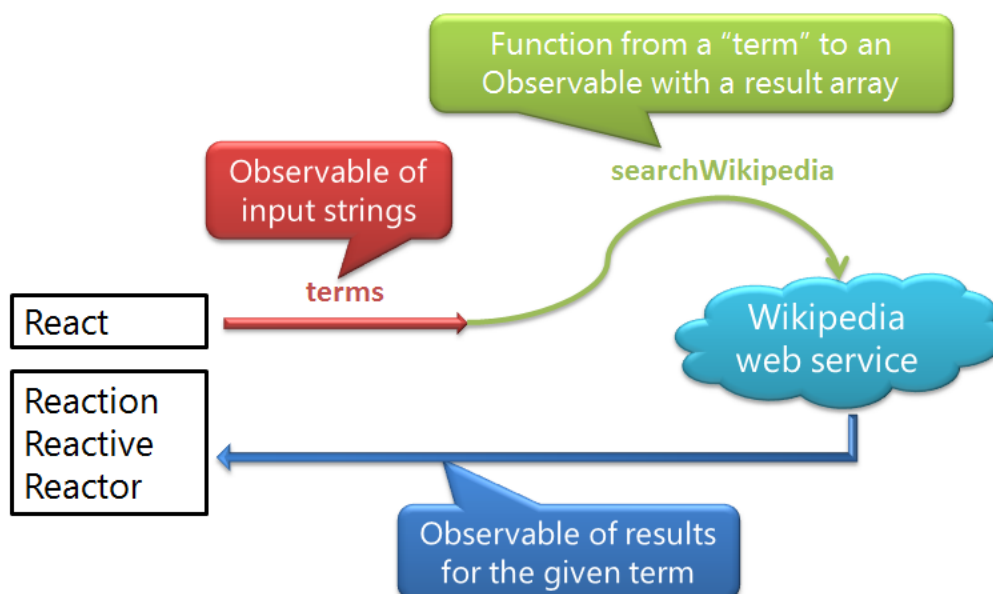 Function from a “term” to an
Observable with a result array
Observable of
input strings
searchWikipedia
terms
React
Wikipedia
web service
Reaction
Reactive
Reactor
Observable of results
for the given term